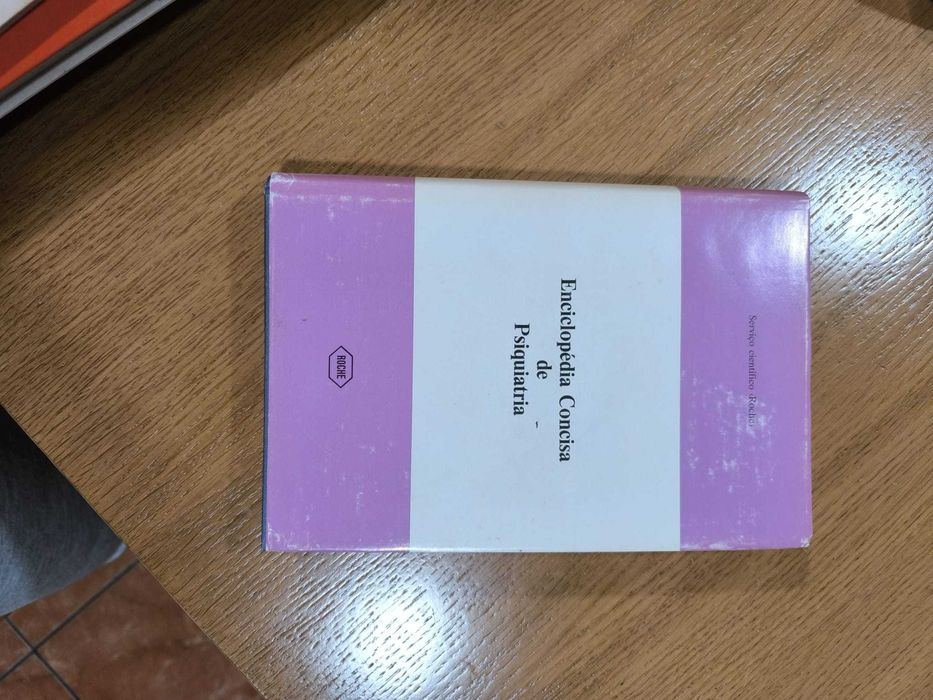 Serviço científico «Roche»
Enciclopédia Concisa
de
Psiquiatria
ROCHE